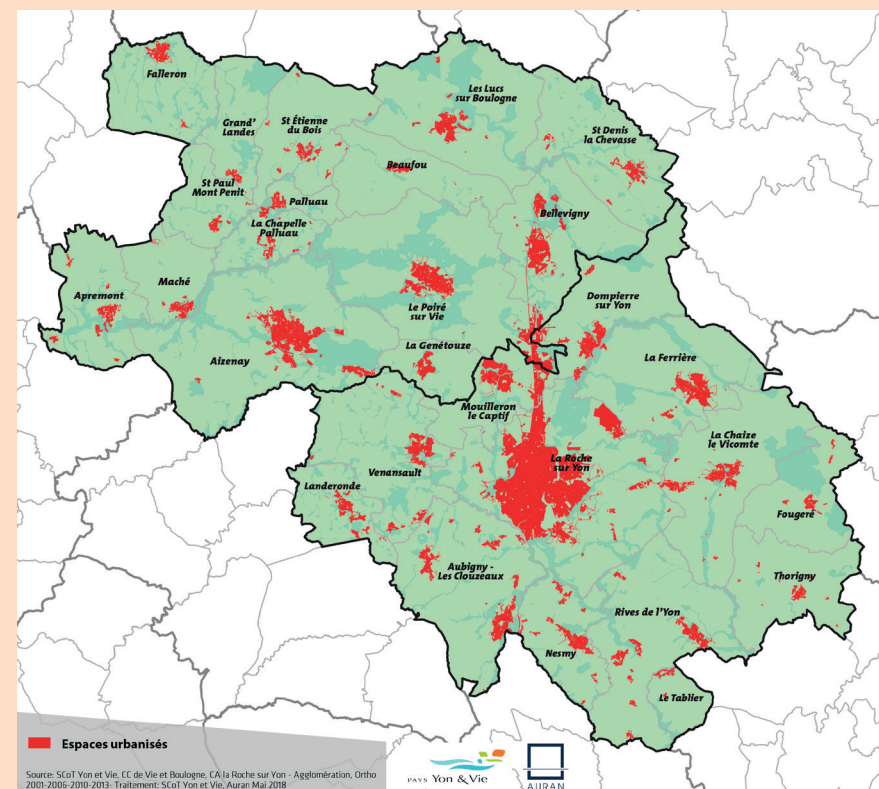 Falleron
Les Lucs
sur Boulogne
Grand'
Landes
St Étienne
du Bois
St Denis
la Chevasse
Beaufou
St Paul
Mont Penit
Palluau
La Chapelle
Palluau
Bellevigny
Apremont
Maché
Le Poiré
sur Vie
Dompierre
sur Yon
Aizenay
La Genétouze
La Ferrière
Mouilleron
le Captif
La Chaize
le Vicomte
La Roche
sur Yon
Venansault
Landeronde
Fougeré
Aubigny -
Les Clouzeaux
Thorigny
Rives de l'Yon
Nesmy
Le Tablier
Espaces urbanisés
Source: SCoT Yon et Vie, CC de Vie et Boulogne, CA la Roche sur Yon - Agglomération, Ortho
2001-2006-2010-2013- Traitement: SCoT Yon et Vie, Auran Mai 2018
PAYS Yon & Vie
AURAN